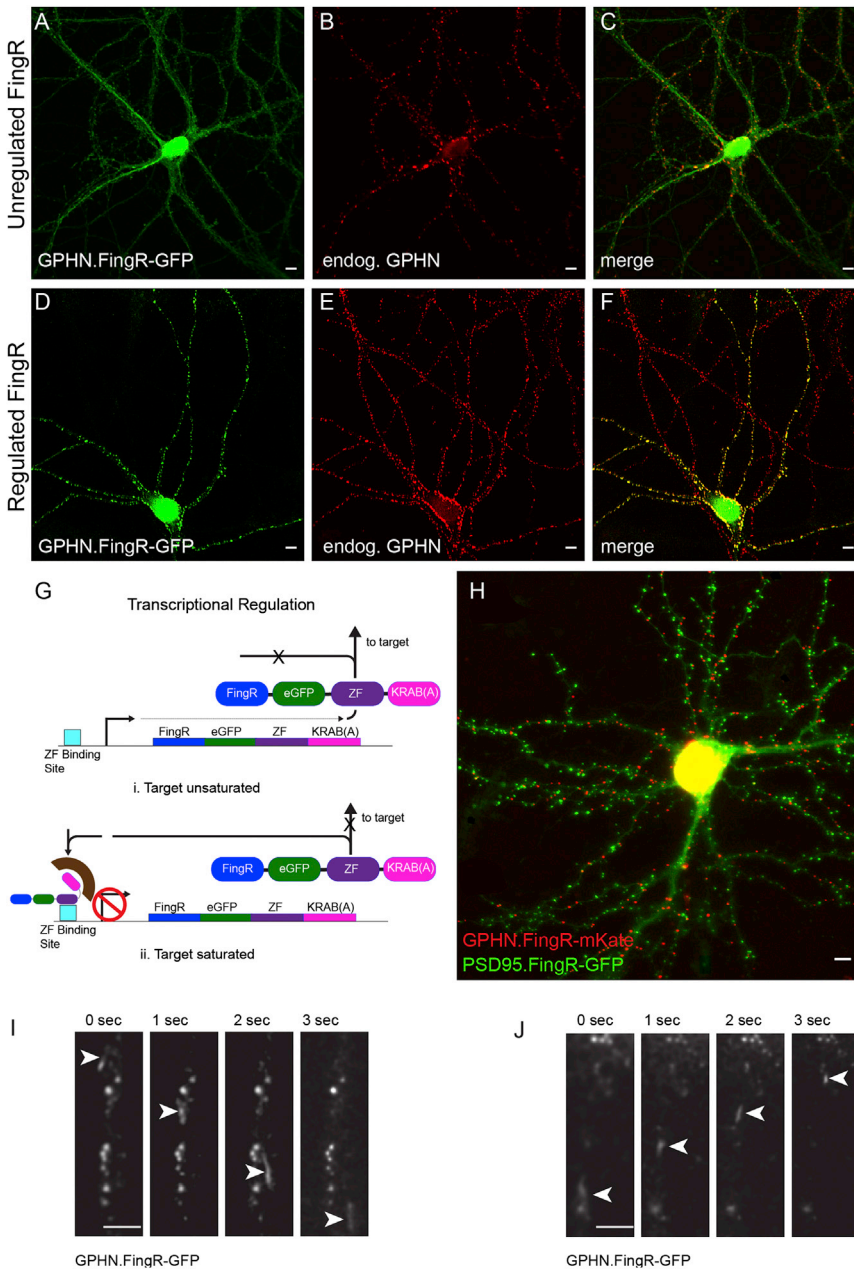 Unregulated FingR
A
GPHN.FingR-GFP
B
endog. GPHN
C
merge
Regulated FingR
D
GPHN.FingR-GFP
E
endog. GPHN
F
merge
G
Transcriptional Regulation
to target
X
FingR
eGFP
ZF
KRAB(A)
FingR
eGFP
ZF
KRAB(A)
ZF Binding
Site
i. Target unsaturated
to target
X
FingR
eGFP
ZF
KRAB(A)
FingR
eGFP
ZF
KRAB(A)
ZF Binding
Site
ii. Target saturated
H
GPHN.FingR-mKate
PSD95.FingR-GFP
I
0 sec
1 sec
2 sec
3 sec
GPHN.FingR-GFP
J
0 sec
1 sec
2 sec
3 sec
GPHN.FingR-GFP